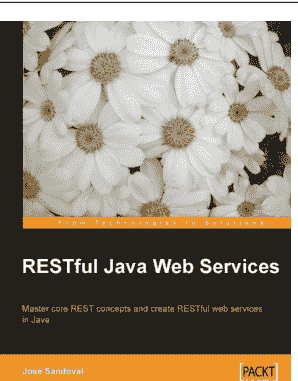 From Technologies to Solutions
RESTful Java Web Services
Master core REST concepts and create RESTful web services
in Java
Jose Sandoval
PACKT